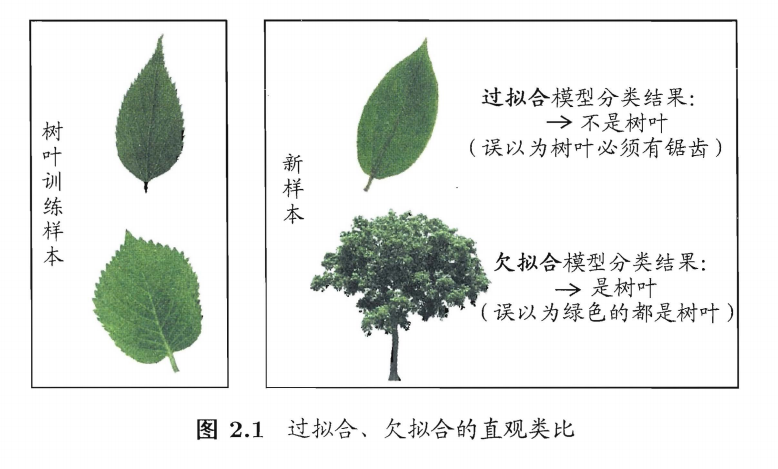 树叶训练样本
新样本
过拟合模型分类结果:
→ 不是树叶
(误以为树叶必须有锯齿)
欠拟合模型分类结果:
→ 是树叶
(误以为绿色的都是树叶)
图 2.1 过拟合、欠拟合的直观类比